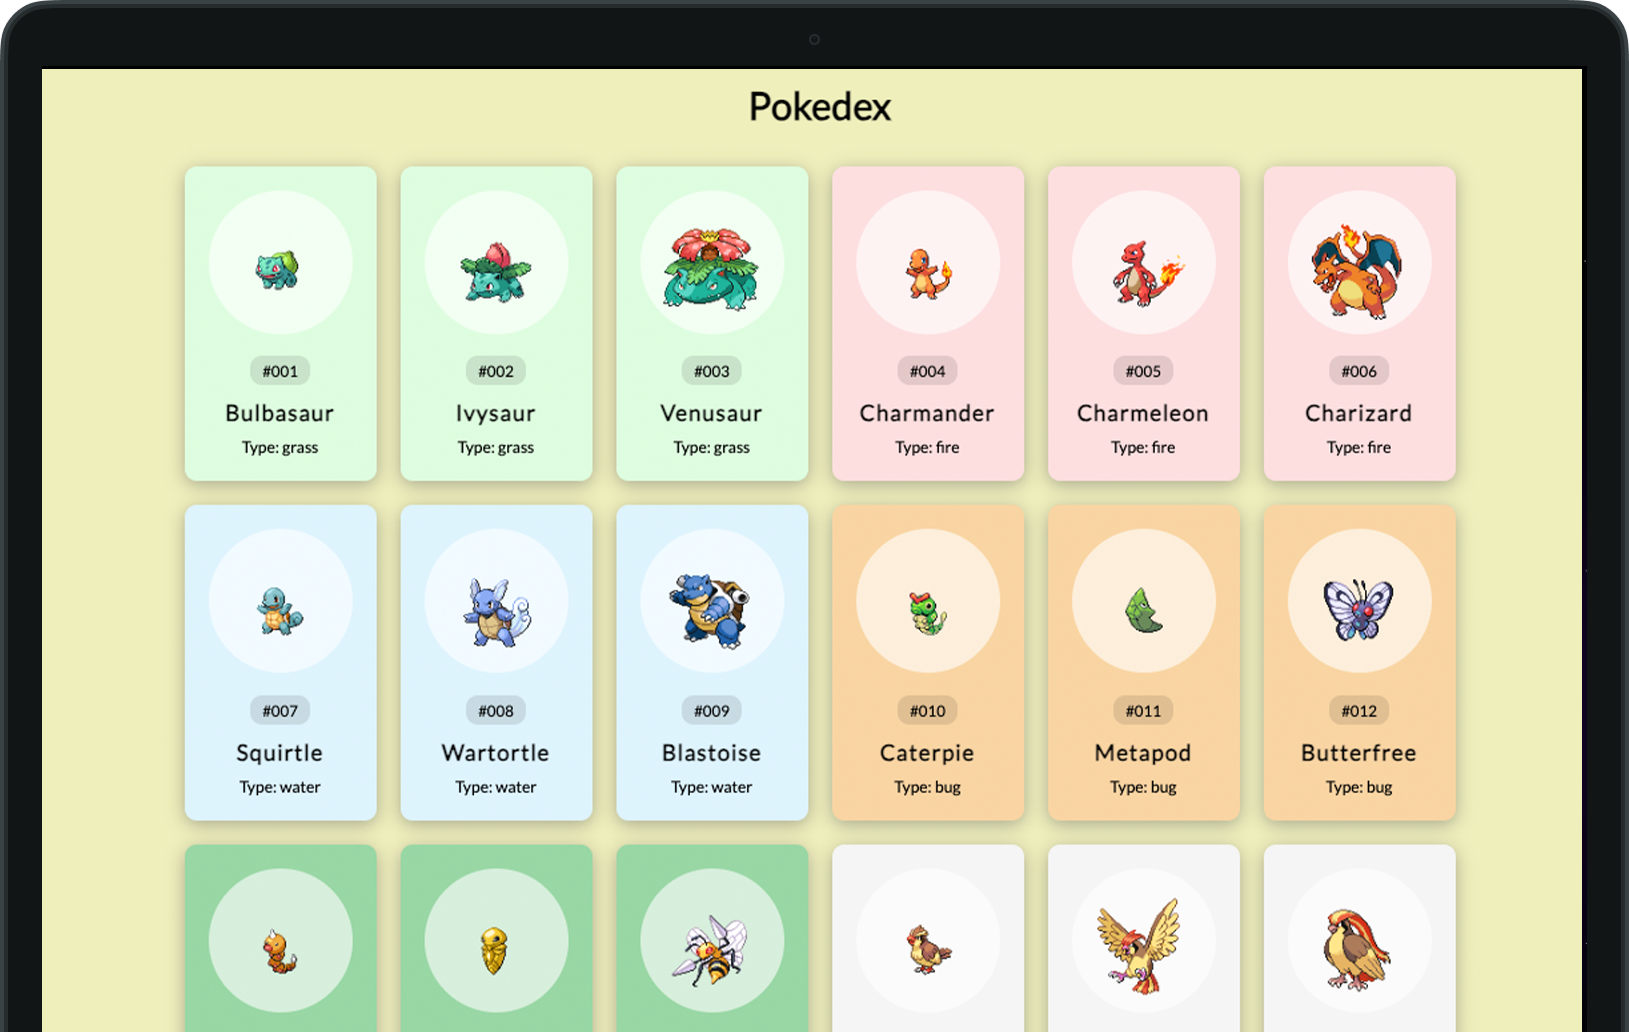 Pokedex
#001 #002 #003 #004 #005 #006
Bulbasaur Ivysaur Venusaur Charmander Charmeleon Charizard
Type: grass Type: grass Type: grass Type: fire Type: fire Type: fire
#007 #008 #009 #010 #011 #012
Squirtle Wartortle Blastoise Caterpie Metapod Butterfree
Type: water Type: water Type: water Type: bug Type: bug Type: bug